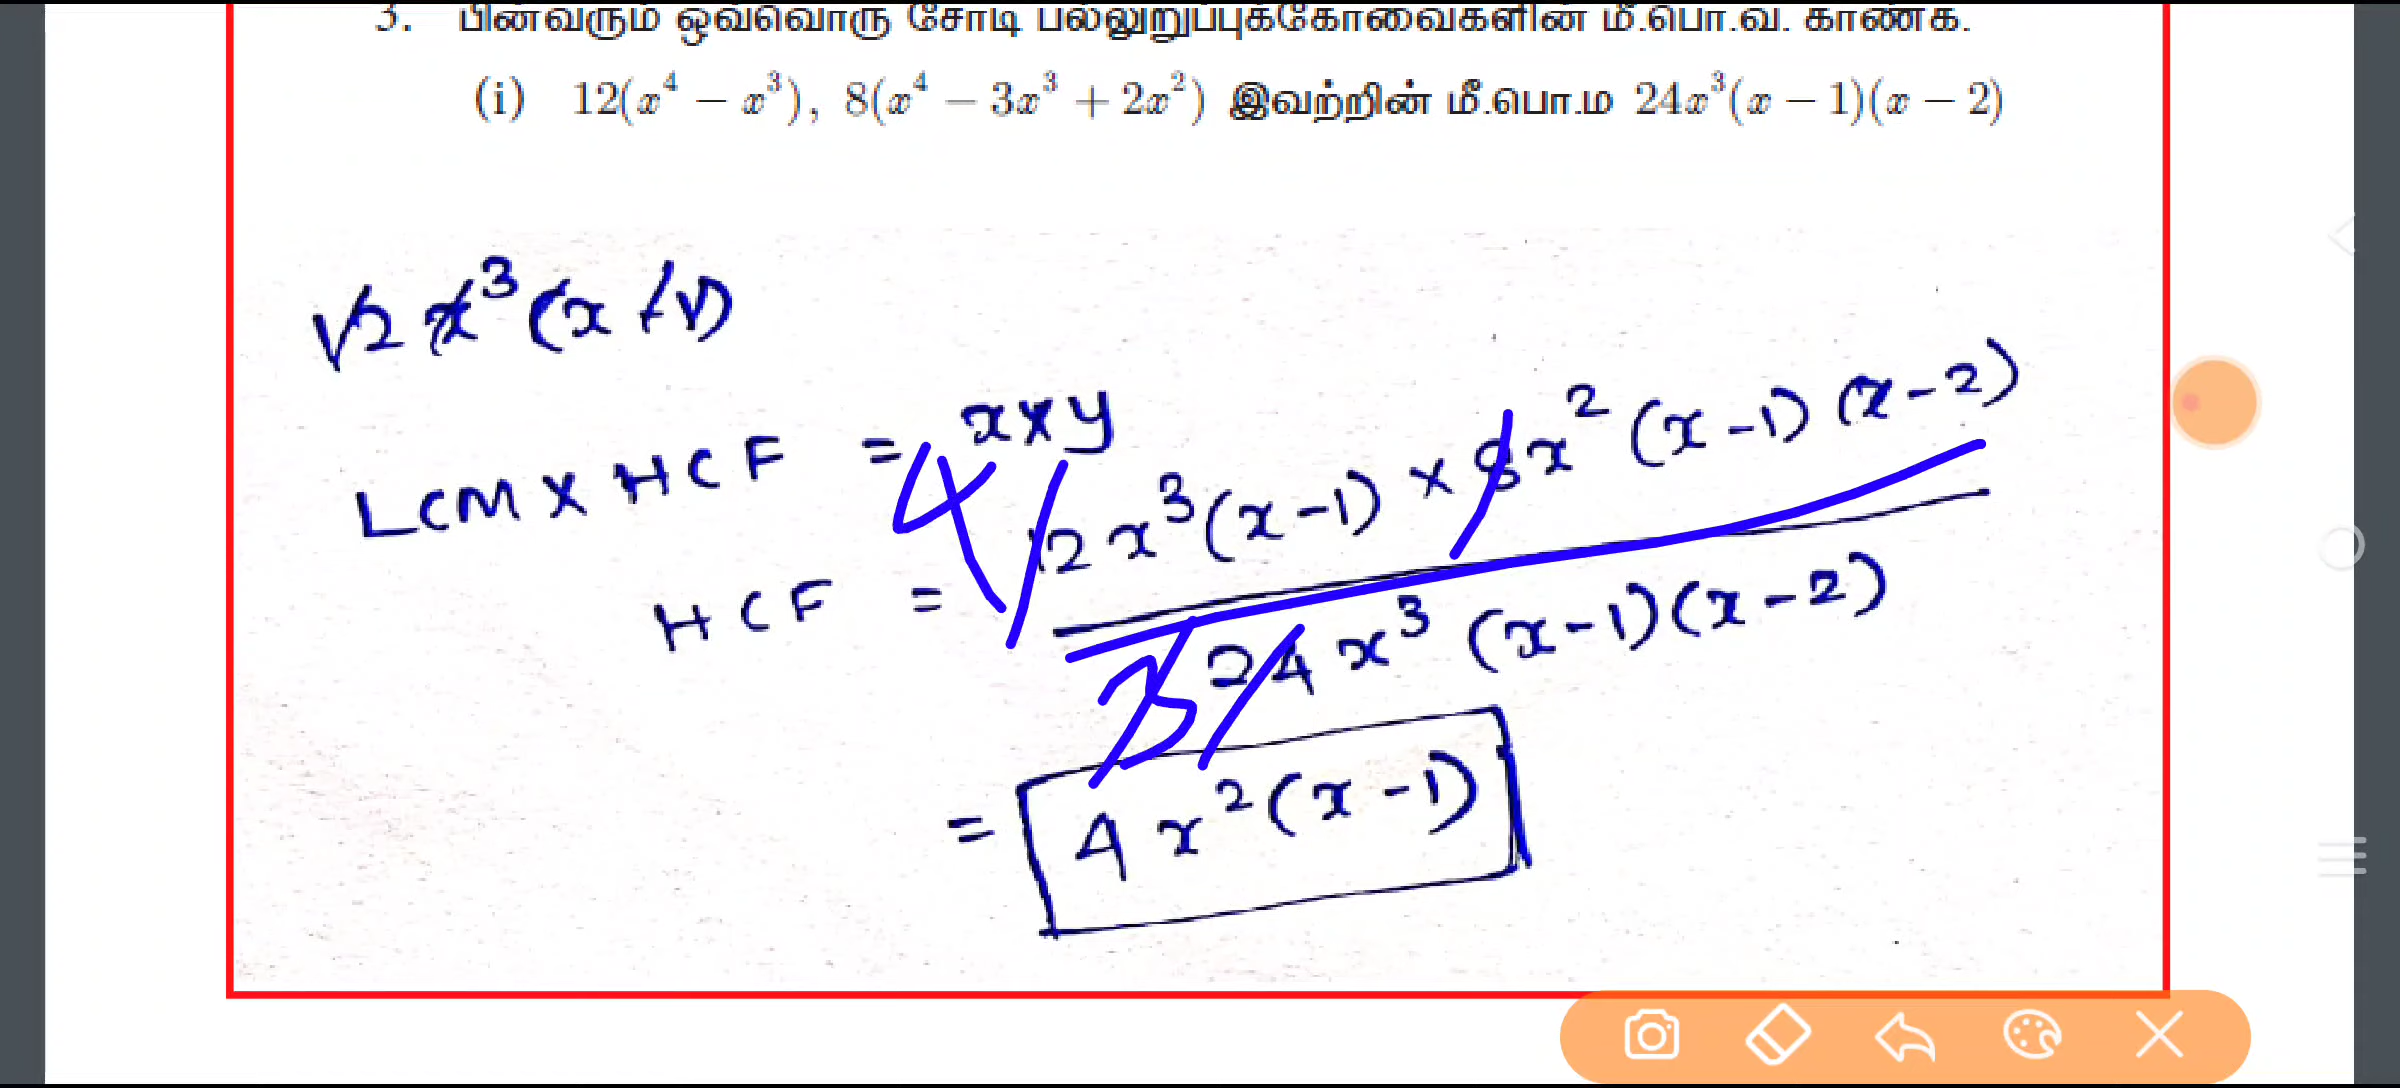 3. பின்வரும் ஒவ்வொரு சோடி பல்லுறுப்புக்கோவைகளின் மீ.பொ.வ. காண்க.
(i) 12(x⁴ − x³), 8(x⁴ − 3x³ + 2x²) இவற்றின் மீ.பொ.ம 24x³(x − 1)(x − 2)
12x³(x-1)
LCM × HCF = x×y
4
HCF = 12x³(x-1) × 8x²(x-1)(x-2)
3 24x³(x-1)(x-2)
= 4x²(x-1)